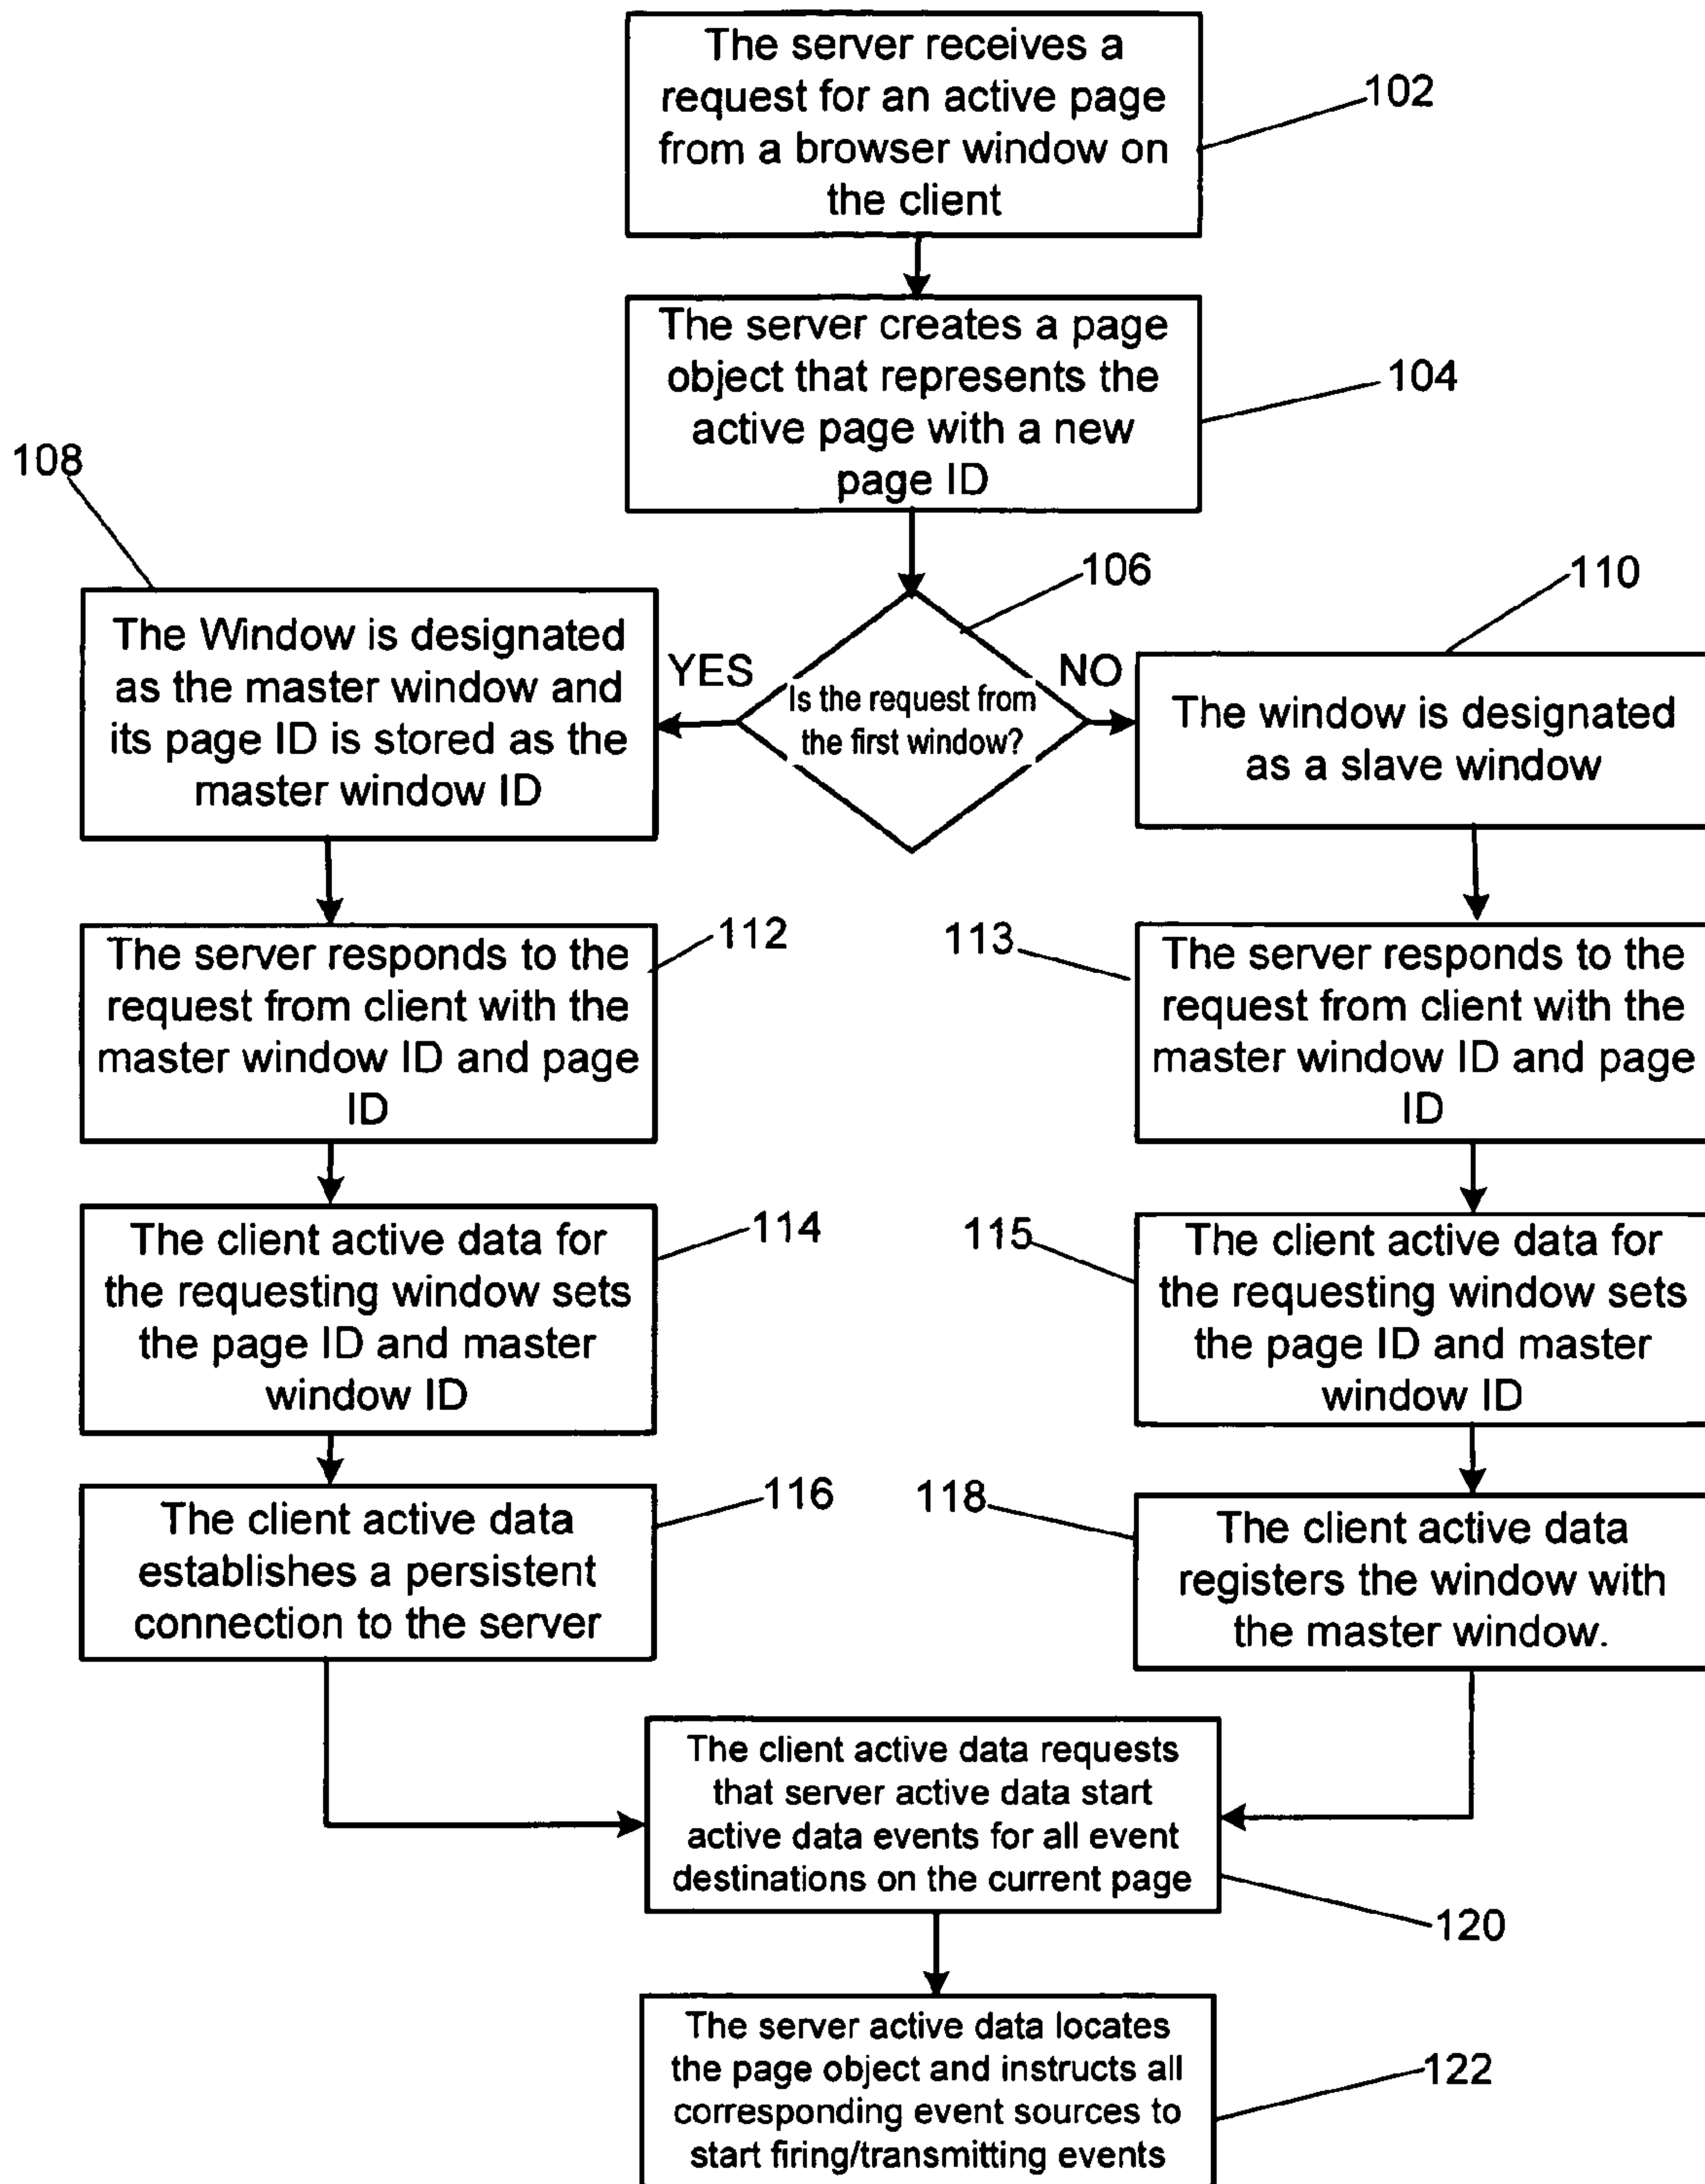 The server receives a
request for an active page
from a browser window on
the client
102
The server creates a page
object that represents the
active page with a new
page ID
104
108
106
110
The Window is designated
as the master window and
its page ID is stored as the
master window ID
YES
Is the request from
the first window?
NO
The window is designated
as a slave window
The server responds to the
request from client with the
master window ID and page
ID
112
113
The server responds to the
request from client with the
master window ID and page
ID
The client active data for
the requesting window sets
the page ID and master
window ID
114
115
The client active data for
the requesting window sets
the page ID and master
window ID
The client active data
establishes a persistent
connection to the server
116
118
The client active data
registers the window with
the master window.
The client active data requests
that server active data start
active data events for all event
destinations on the current page
120
The server active data locates
the page object and instructs all
corresponding event sources to
start firing/transmitting events
122